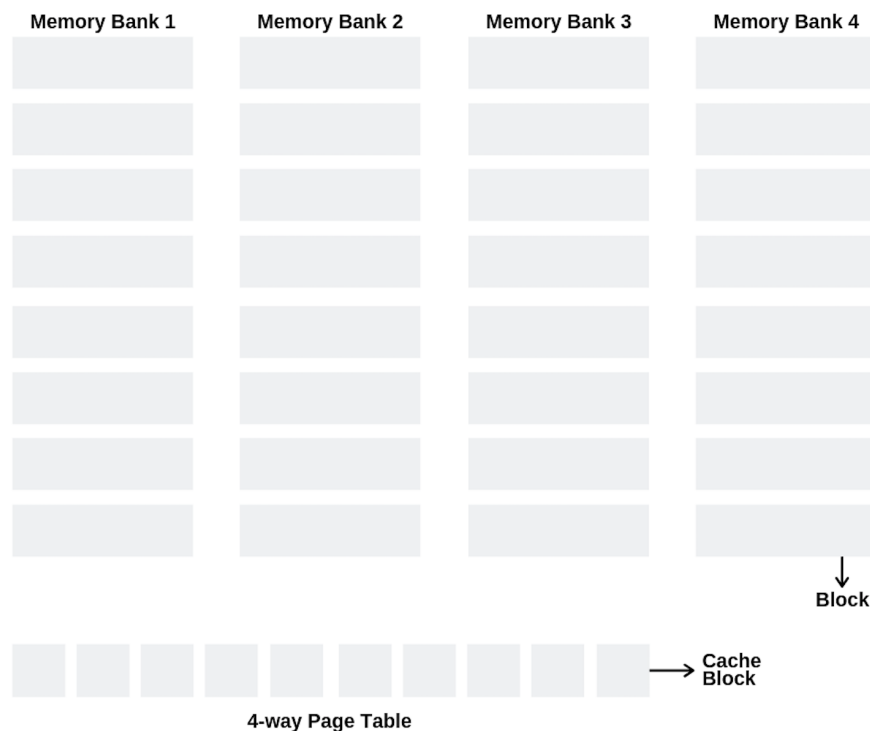 Memory Bank 1
Memory Bank 2
Memory Bank 3
Memory Bank 4
Block
Cache
Block
4-way Page Table